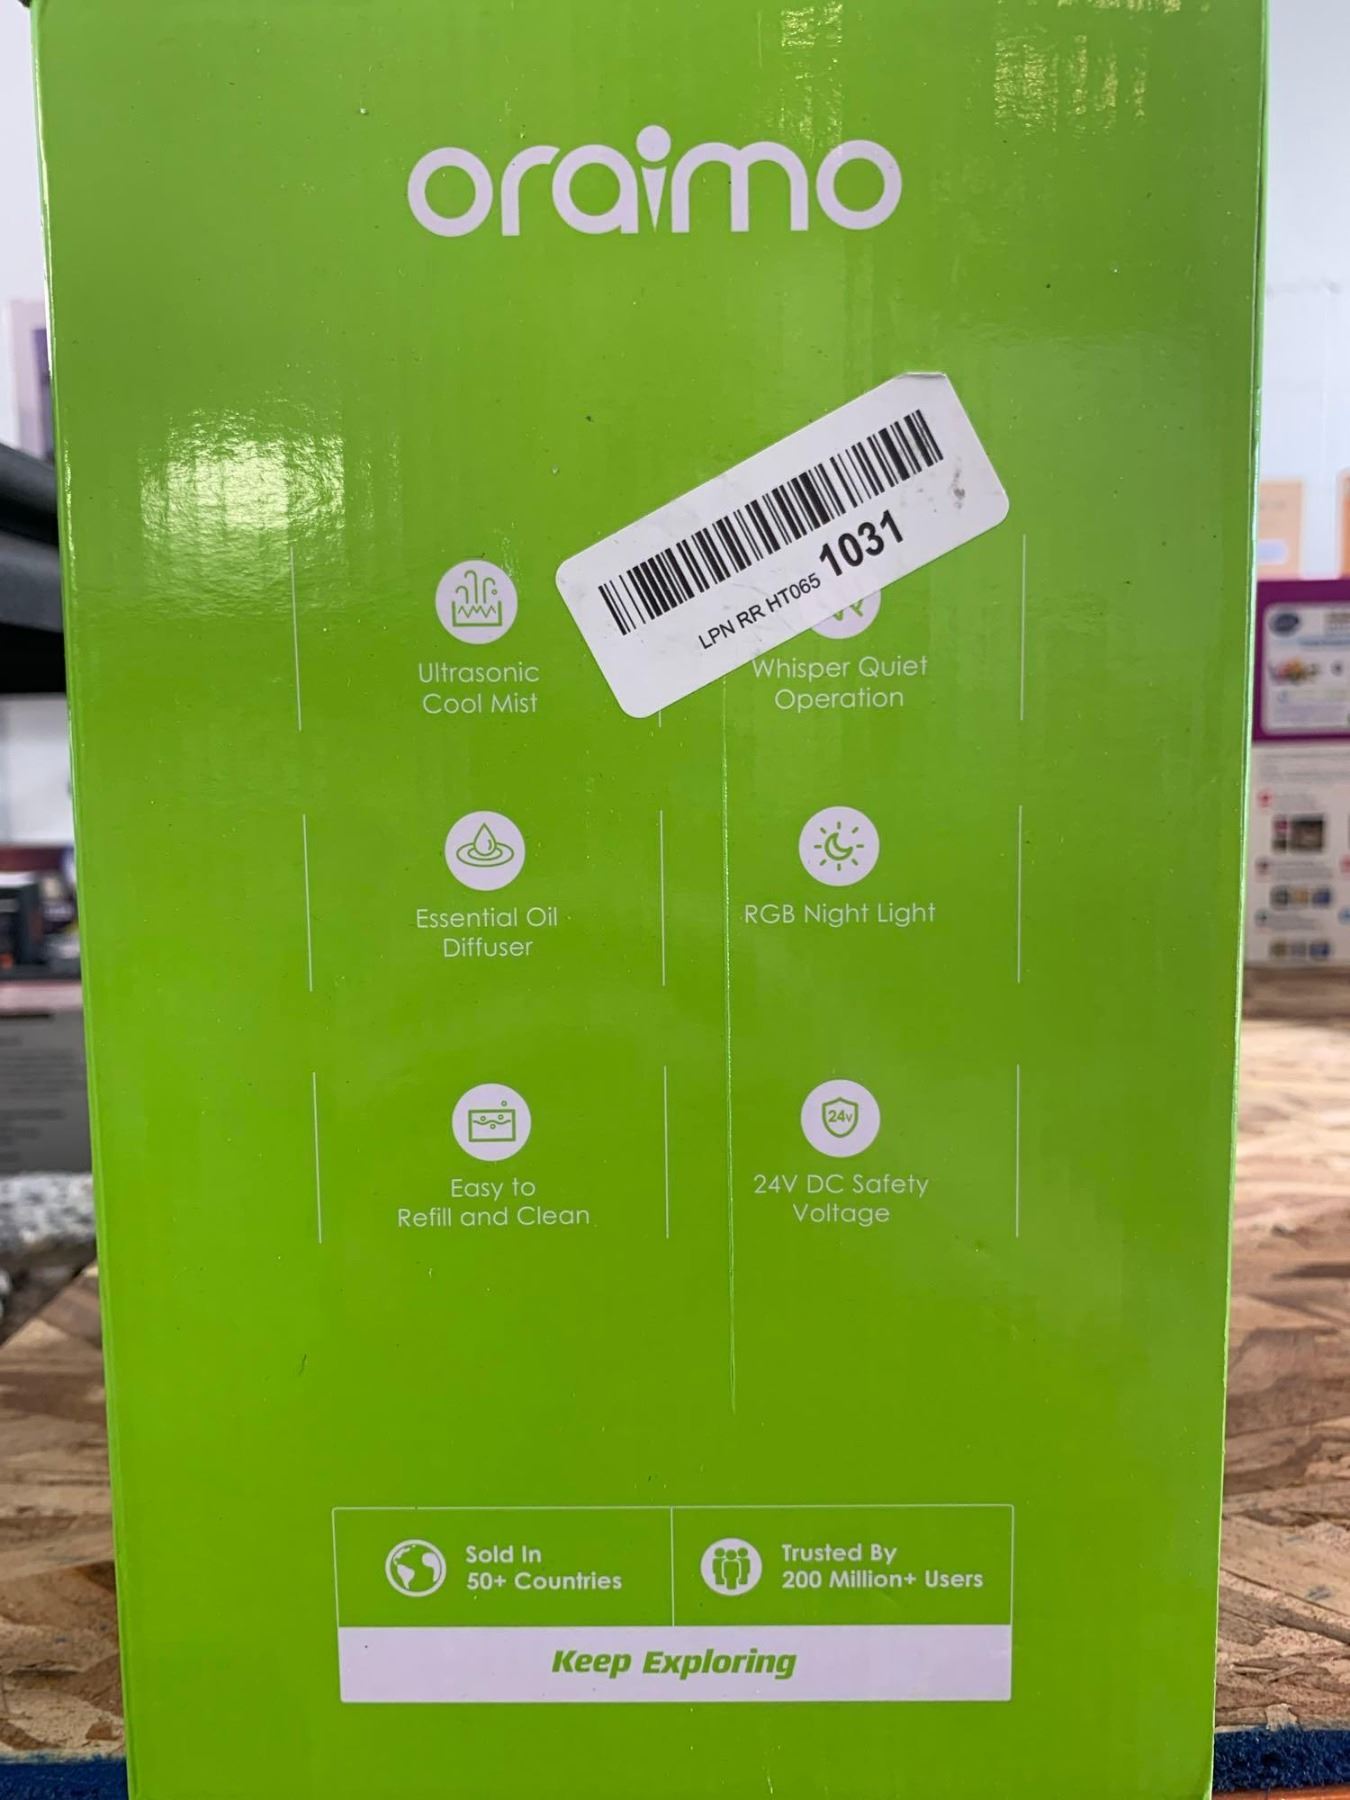 oraimo
LPN RR HT065 1031
Ultrasonic
Cool Mist
Whisper Quiet
Operation
Essential Oil
Diffuser
RGB Night Light
Easy to
Refill and Clean
24v
24V DC Safety
Voltage
Sold In
50+ Countries
Trusted By
200 Million+ Users
Keep Exploring